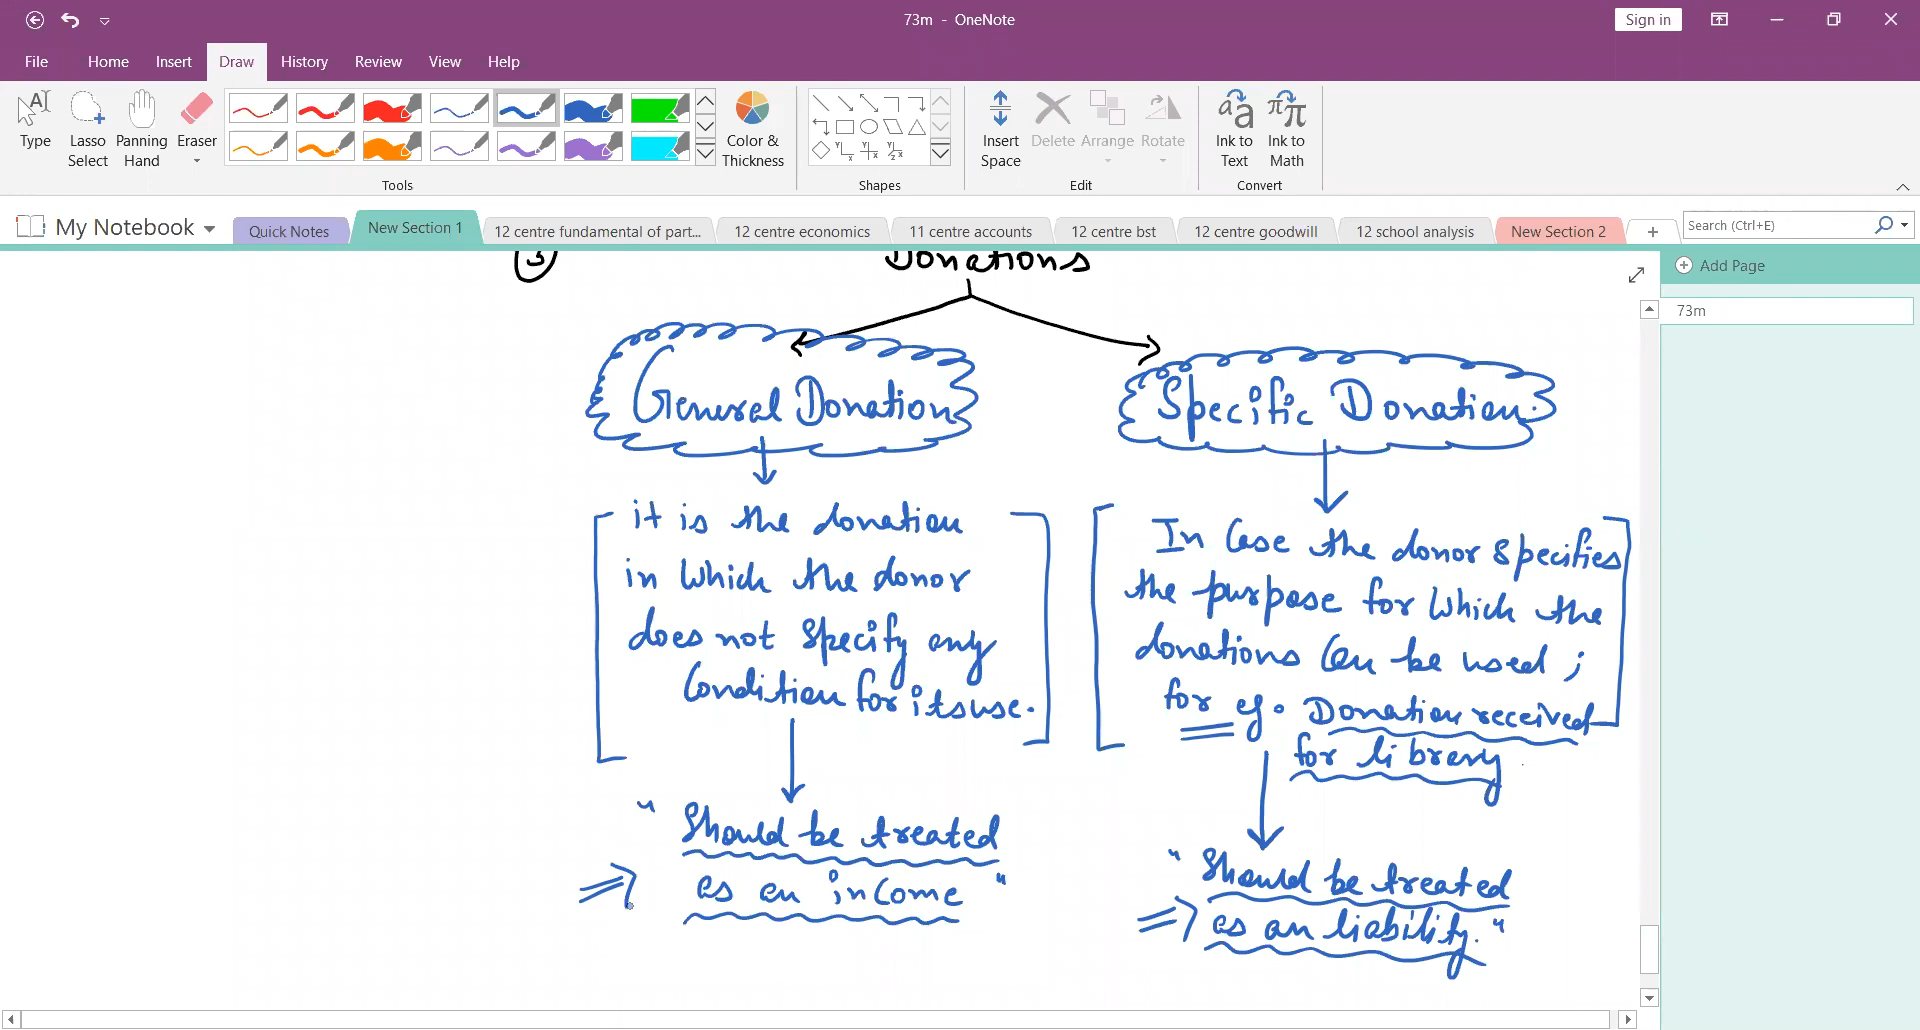 73m - OneNote
Sign in
File Home Insert Draw History Review View Help
Type
Lasso Select
Panning Hand
Eraser
Color & Thickness
Insert Space
Delete
Arrange
Rotate
Ink to Text
Ink to Math
Tools
Shapes
Edit
Convert
My Notebook
Quick Notes
New Section 1
12 centre fundamental of part...
12 centre economics
11 centre accounts
12 centre bst
12 centre goodwill
12 school analysis
New Section 2
Search (Ctrl+E)
Add Page
73m
3
Donations
General Donation
it is the donation
in which the donor
does not specify any
Condition for its use.
" Should be treated
as an income "
Specific Donation.
In Case the donor specifies
the purpose for which the
donations Can be used ;
for eg. Donation received
for library
" Should be treated
as an liability. "